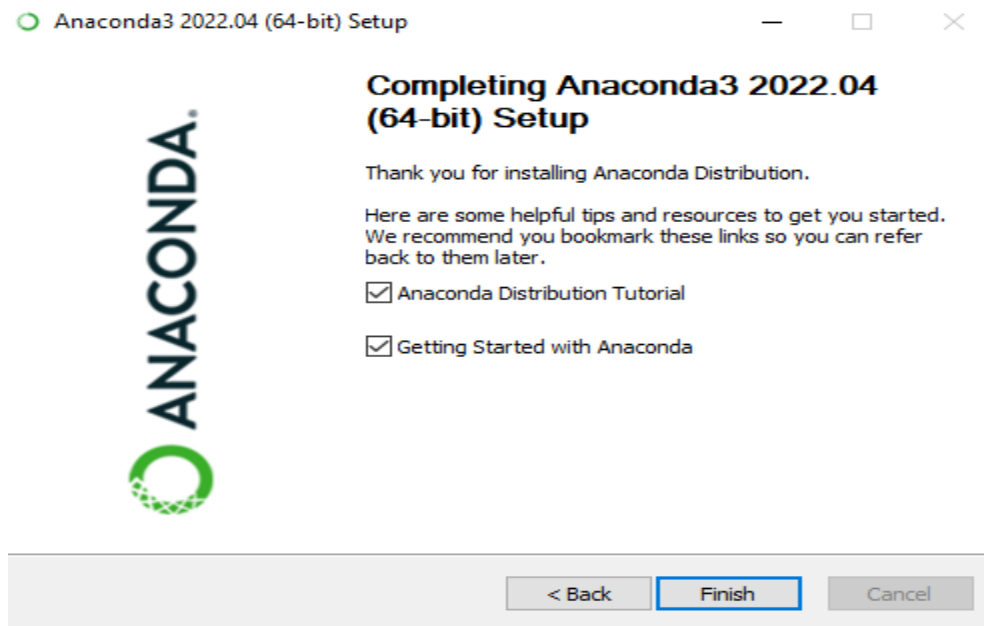 Anaconda3 2022.04 (64-bit) Setup
ANACONDA.
Completing Anaconda3 2022.04
(64-bit) Setup
Thank you for installing Anaconda Distribution.
Here are some helpful tips and resources to get you started.
We recommend you bookmark these links so you can refer
back to them later.
Anaconda Distribution Tutorial
Getting Started with Anaconda
< Back
Finish
Cancel